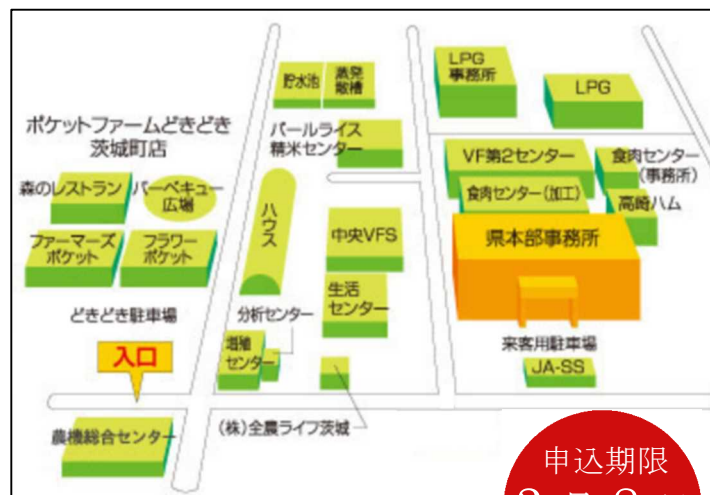 LPG
事務所
LPG
貯水池
蒸発
散槽
ポケットファームどきどき
茨城町店
パールライス
精米センター
VF第2センター
食肉センター
(事務所)
森のレストラン
バーベキュー
広場
ハウス
食肉センター(加工)
高崎ハム
ファーマーズ
ポケット
フラワー
ポケット
中央VFS
県本部事務所
生活
センター
どきどき駐車場
分析センター
来客用駐車場
入口
増殖
センター
JA-SS
農機総合センター
(株)全農ライフ茨城
申込期限